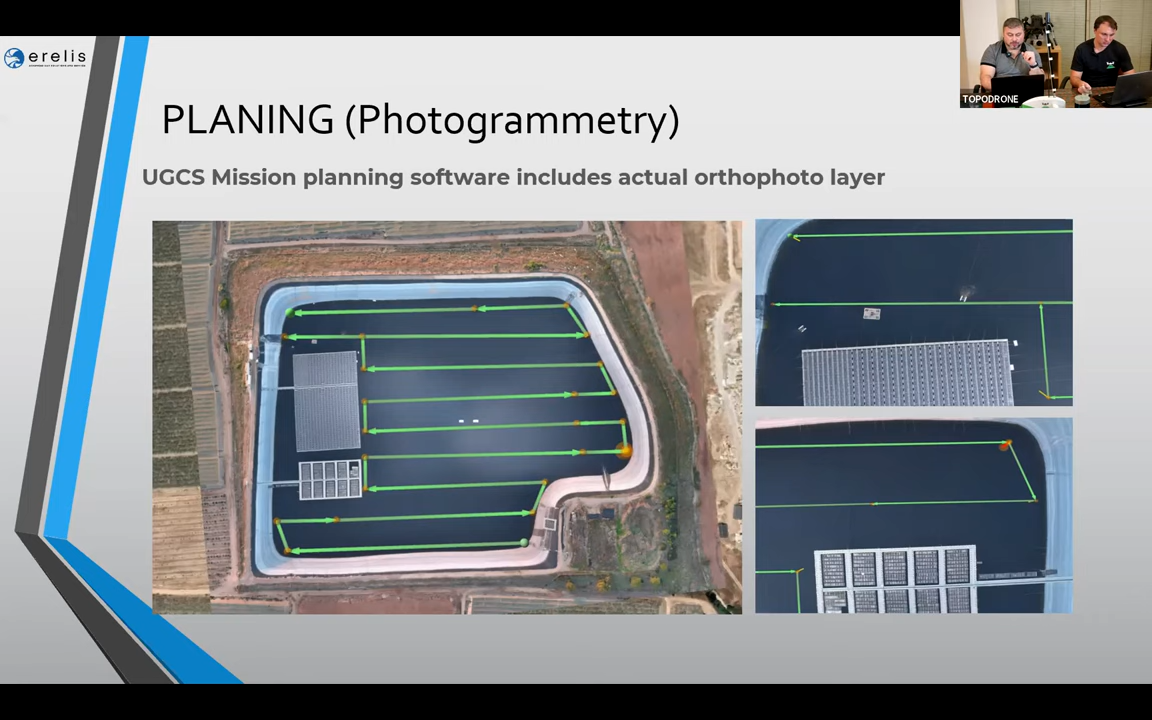 erelis
PLANING (Photogrammetry)
UGCS Mission planning software includes actual orthophoto layer
TOPODRONE